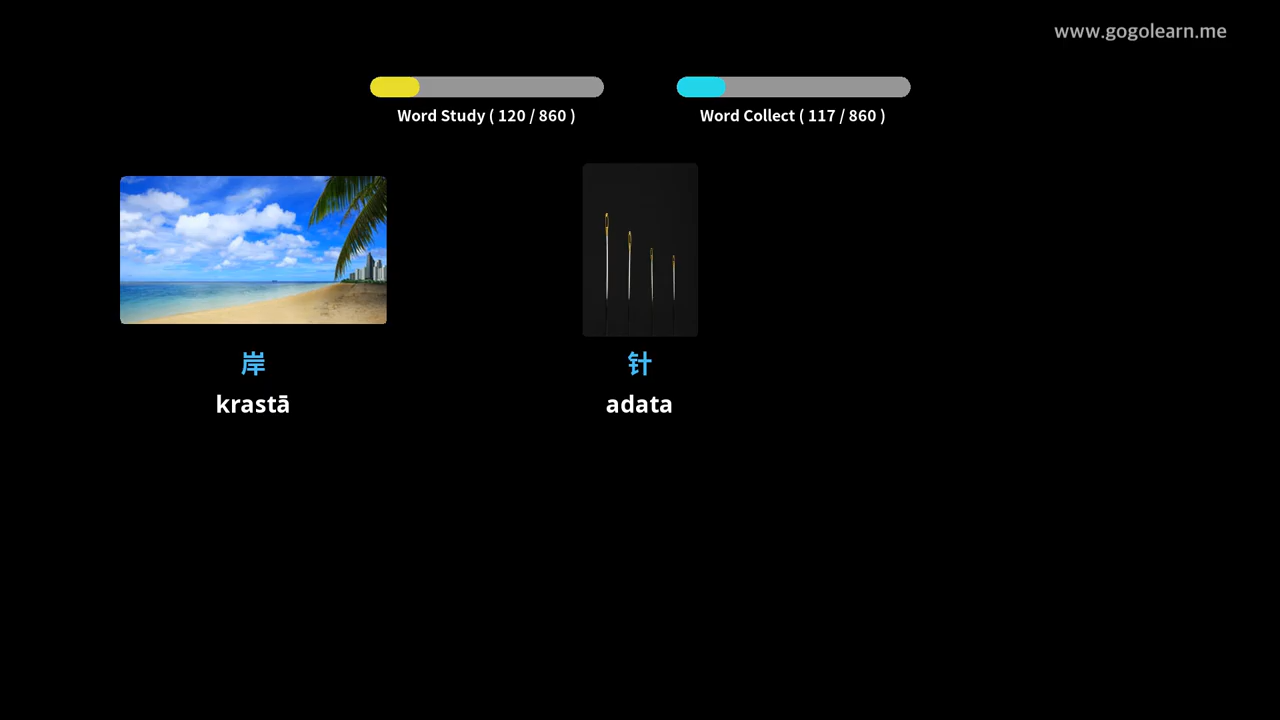 www.gogolearn.me
Word Study ( 120 / 860 )
Word Collect ( 117 / 860 )
岸
krastā
针
adata